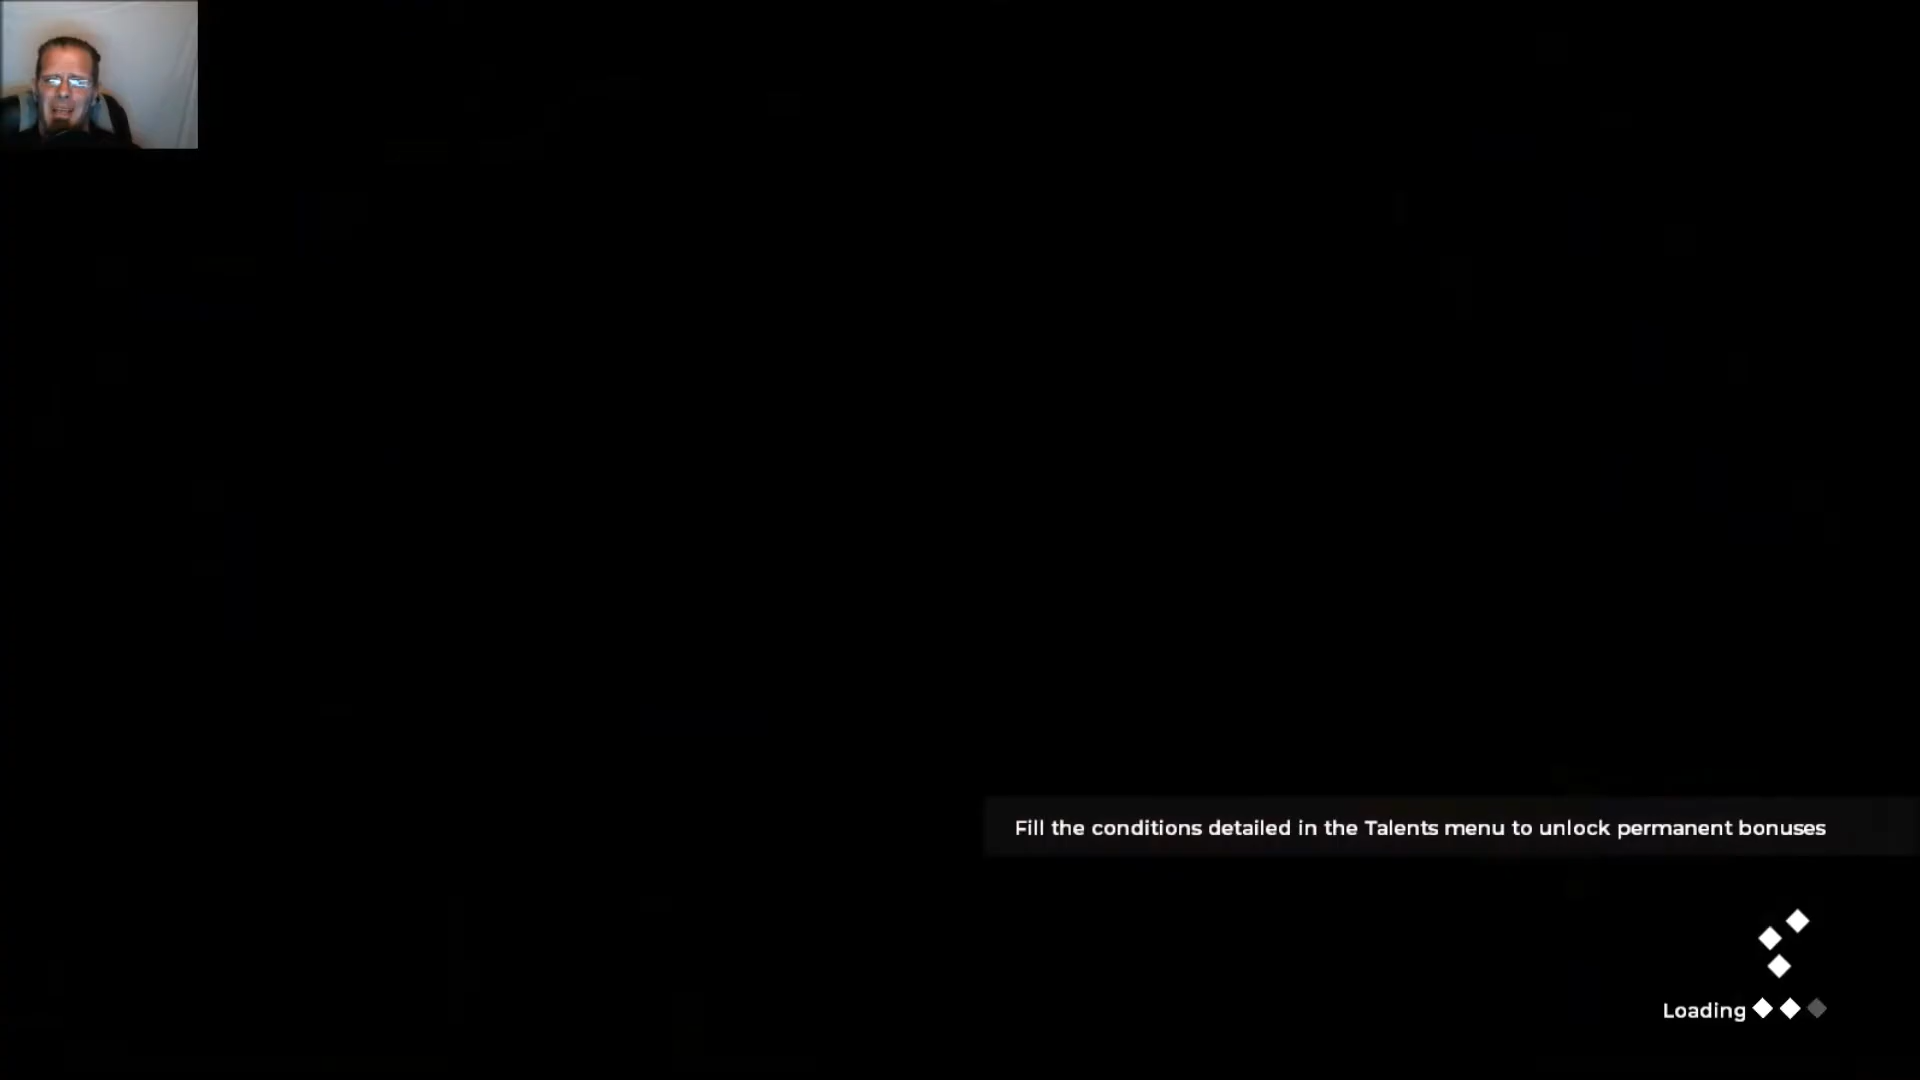 Fill the conditions detailed in the Talents menu to unlock permanent bonuses
Loading